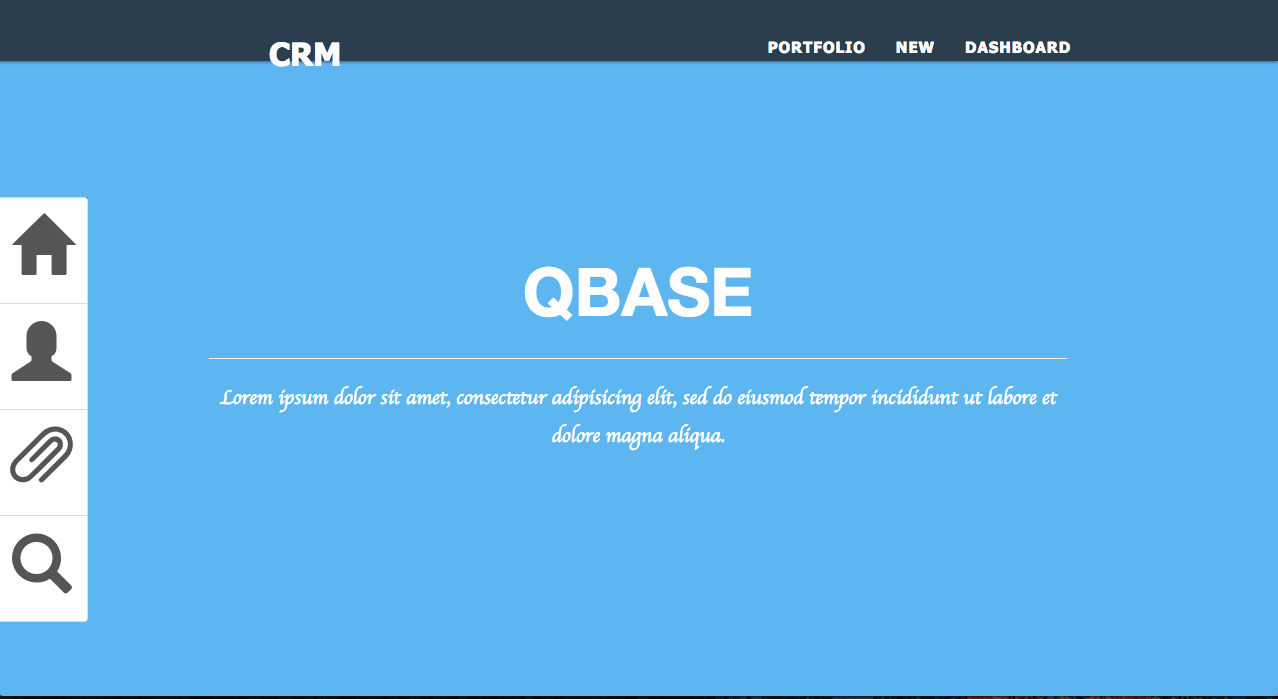 CRM
PORTFOLIO NEW DASHBOARD
QBASE
Lorem ipsum dolor sit amet, consectetur adipisicing elit, sed do eiusmod tempor incididunt ut labore et
dolore magna aliqua.